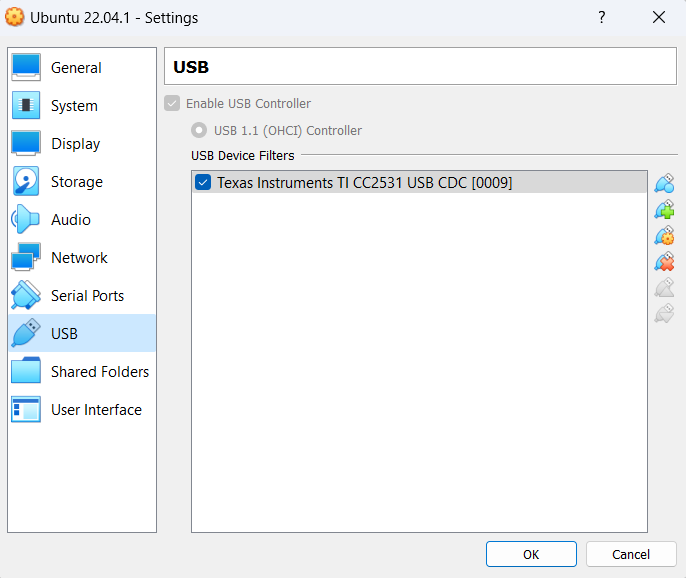 Ubuntu 22.04.1 - Settings
?
General
System
Display
Storage
Audio
Network
Serial Ports
USB
Shared Folders
User Interface
USB
Enable USB Controller
USB 1.1 (OHCI) Controller
USB Device Filters
Texas Instruments TI CC2531 USB CDC [0009]
OK
Cancel